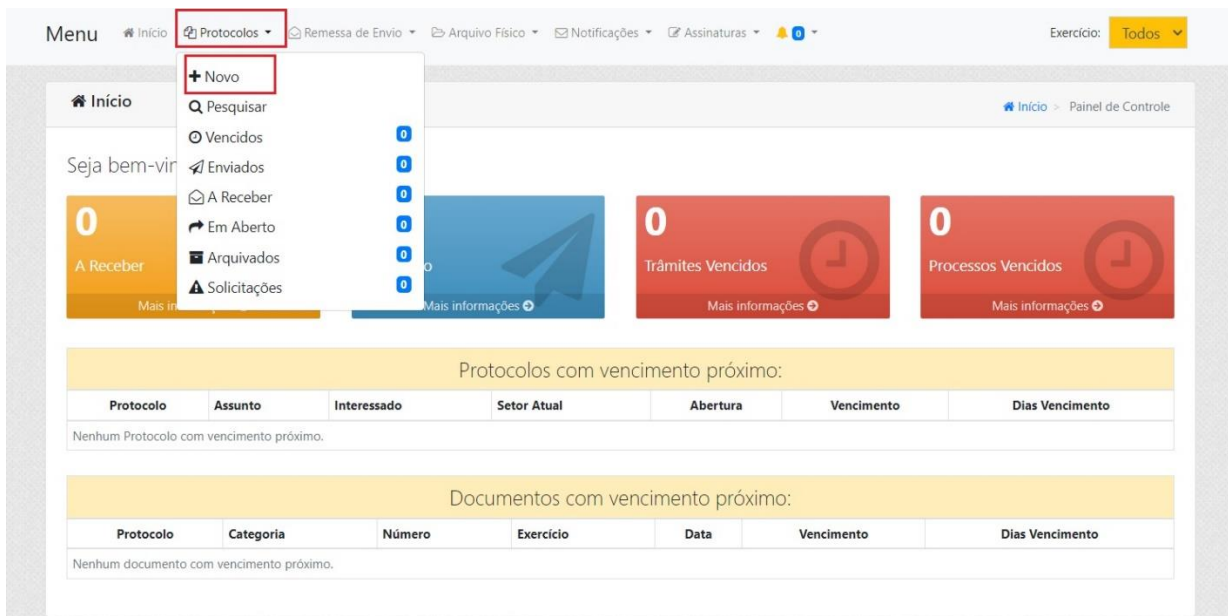 Menu Início Protocolos Remessa de Envio Arquivo Físico Notificações Assinaturas 0 Exercício: Todos
Novo
Início
Início > Painel de Controle
Pesquisar
Vencidos 0
Seja bem-vin
Enviados 0
A Receber 0
Em Aberto 0
Arquivados 0
Solicitações 0
0
A Receber
Mais in
o
Mais informações
0
Trâmites Vencidos
Mais informações
0
Processos Vencidos
Mais informações
Protocolos com vencimento próximo:
Protocolo Assunto Interessado Setor Atual Abertura Vencimento Dias Vencimento
Nenhum Protocolo com vencimento próximo.
Documentos com vencimento próximo:
Protocolo Categoria Número Exercício Data Vencimento Dias Vencimento
Nenhum documento com vencimento próximo.